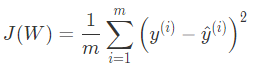 J(W) = \frac{1}{m} \sum_{i=1}^{m} \left( y^{(i)} - \hat{y}^{(i)} \right)^2